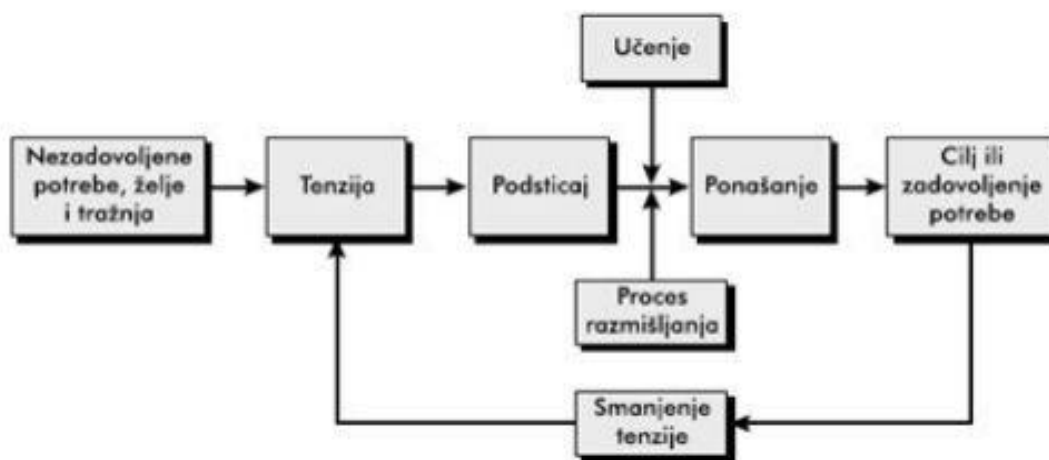 Učenje
Nezadovoljene
potrebe, želje
i tražnja
Tenzija
Podsticaj
Ponašanje
Cilj ili
zadovoljenje
potrebe
Proces
razmišljanja
Smanjenje
tenzije